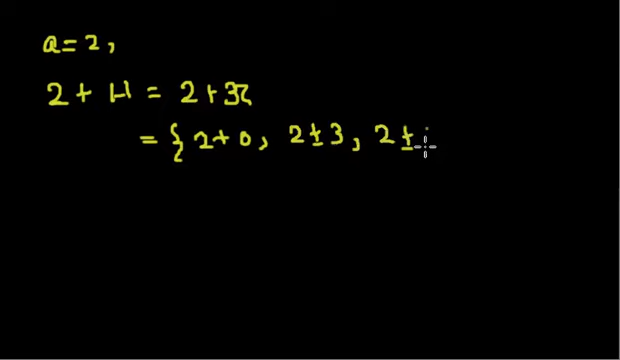 a = 2,
2 + H = 2 + 3Z
= { 2 + 0, 2 ± 3, 2 ±